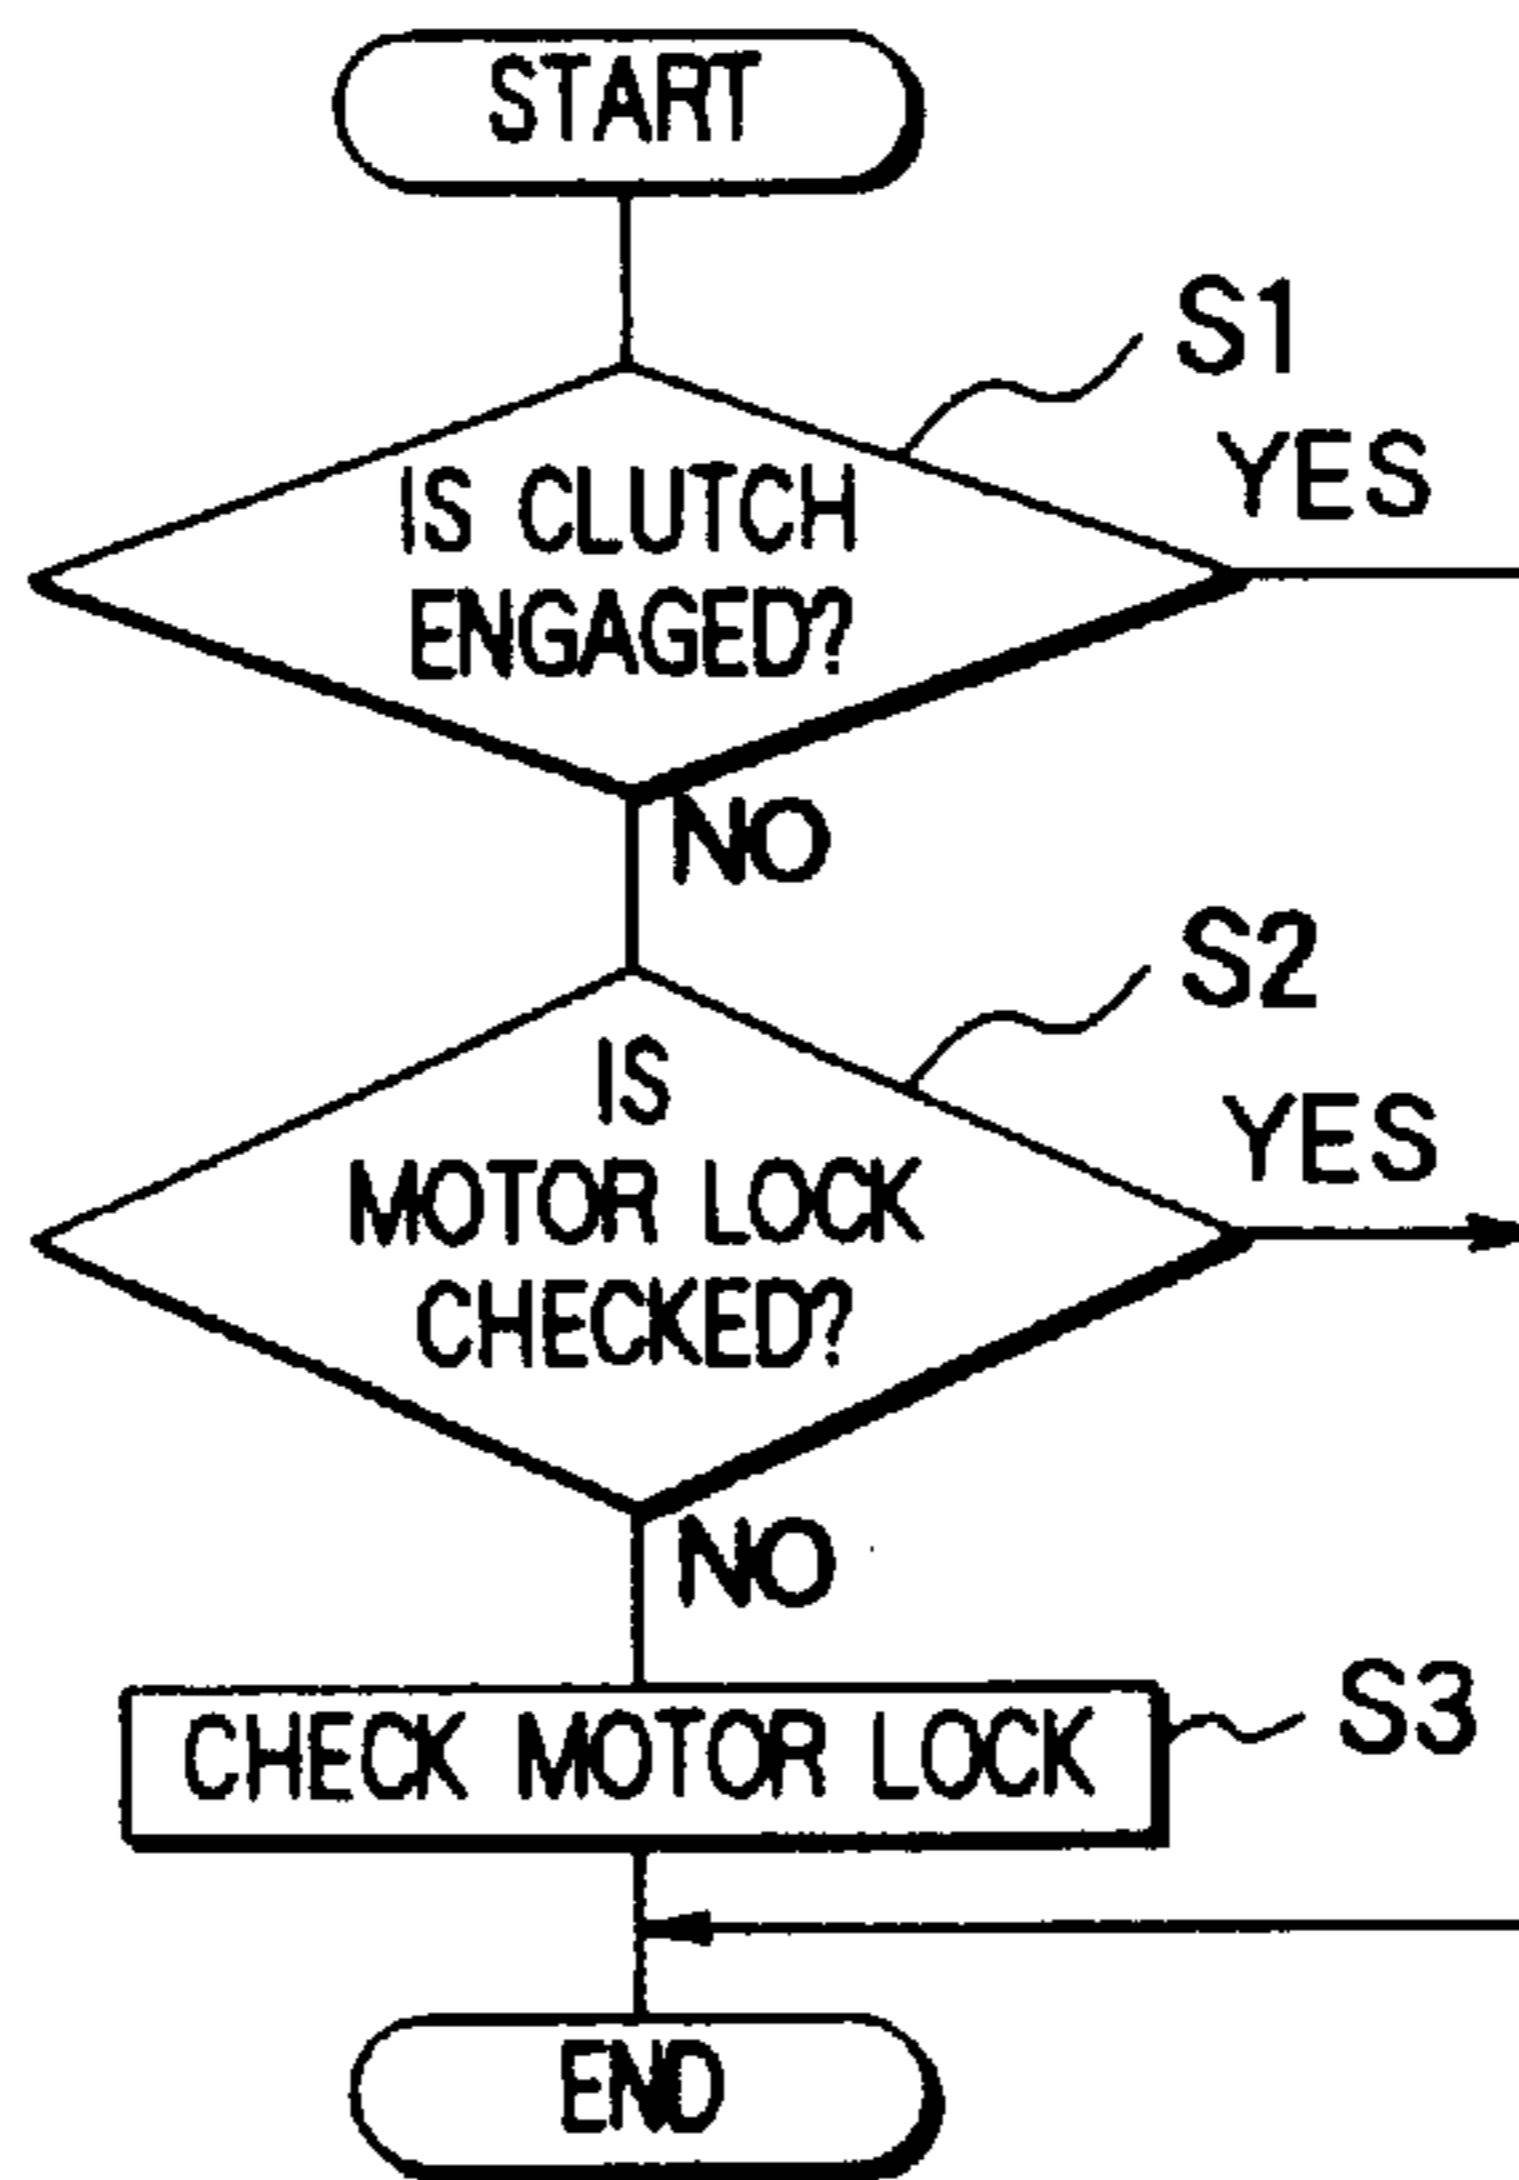 START
S1
YES
IS CLUTCH
ENGAGED?
NO
S2
YES
IS
MOTOR LOCK
CHECKED?
NO
CHECK MOTOR LOCK
S3
END